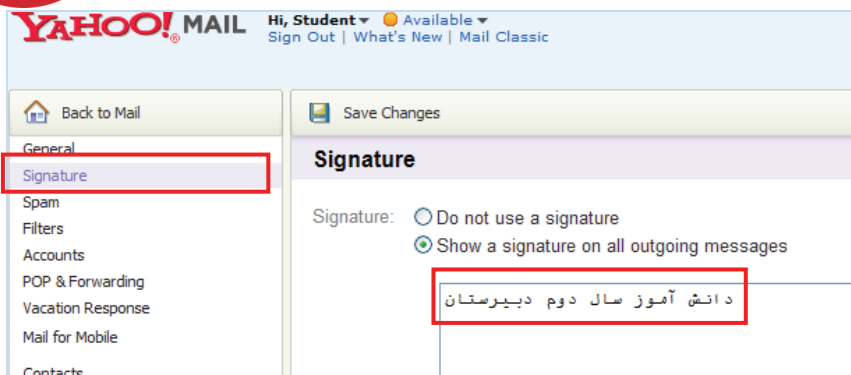 YAHOO! MAIL
Hi, Student Available
Sign Out | What's New | Mail Classic
Back to Mail
Save Changes
General
Signature
Spam
Filters
Accounts
POP & Forwarding
Vacation Response
Mail for Mobile
Contacts
Signature
Signature:
Do not use a signature
Show a signature on all outgoing messages
دانش آموز سال دوم دبیرستان